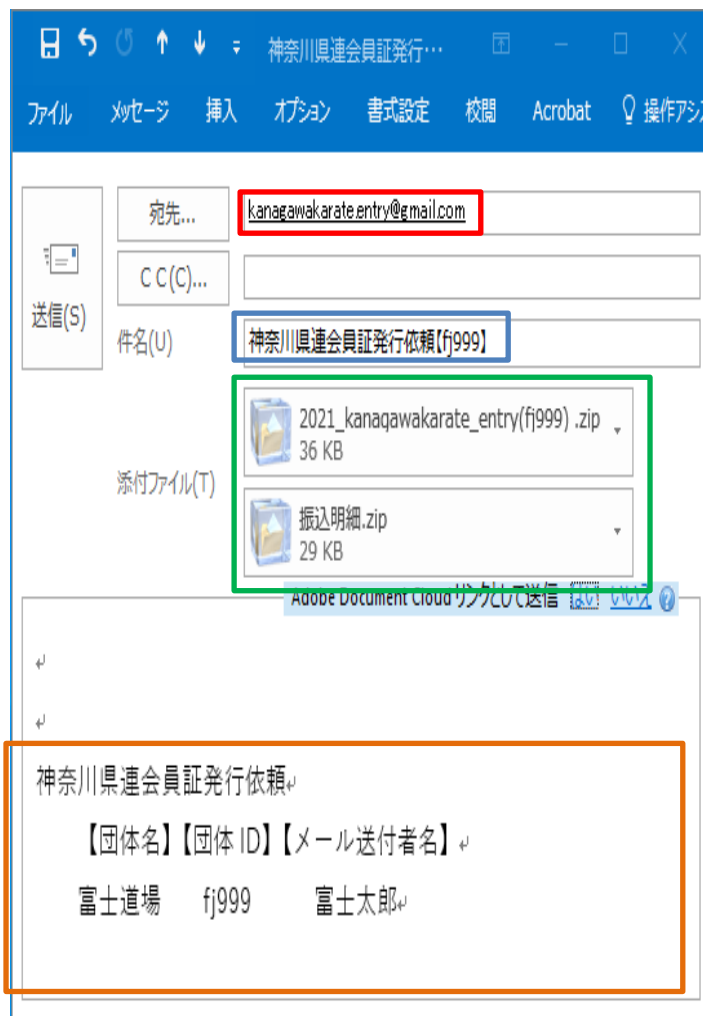 神奈川県連会員証発行…
ファイル メッセージ 挿入 オプション 書式設定 校閲 Acrobat 操作アシス
宛先... kanagawakarate.entry@gmail.com
C C(C)...
送信(S)
件名(U) 神奈川県連会員証発行依頼【fj999】
添付ファイル(T)
2021_kanagawakarate_entry(fj999) .zip
36 KB
振込明細.zip
29 KB
Adobe Document Cloud リンクとして送信 はい いいえ
神奈川県連会員証発行依頼
【団体名】【団体 ID】【メール送付者名】
富士道場 fj999 富士太郎